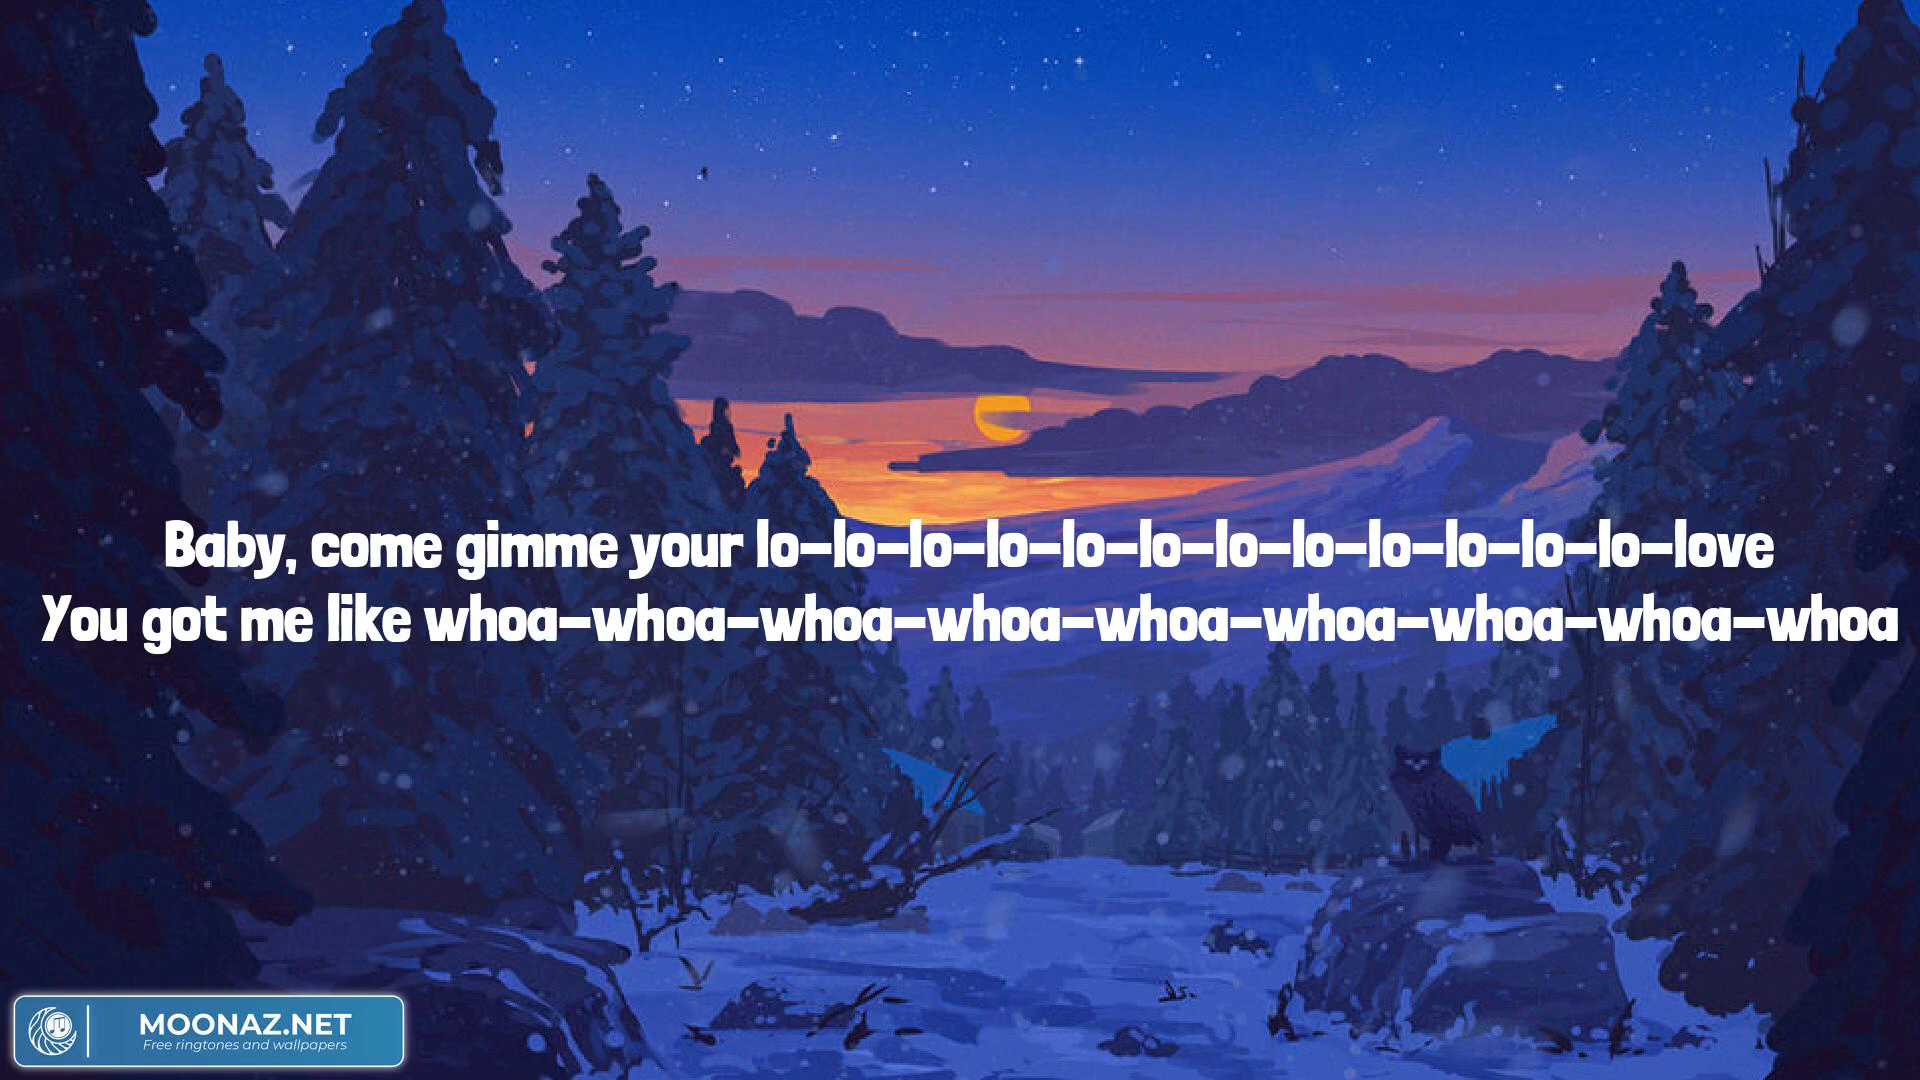 Baby, come gimme your lo-lo-lo-lo-lo-lo-lo-lo-lo-lo-lo-lo-love
You got me like whoa-whoa-whoa-whoa-whoa-whoa-whoa-whoa-whoa
MOONAZ.NET
Free ringtones and wallpapers